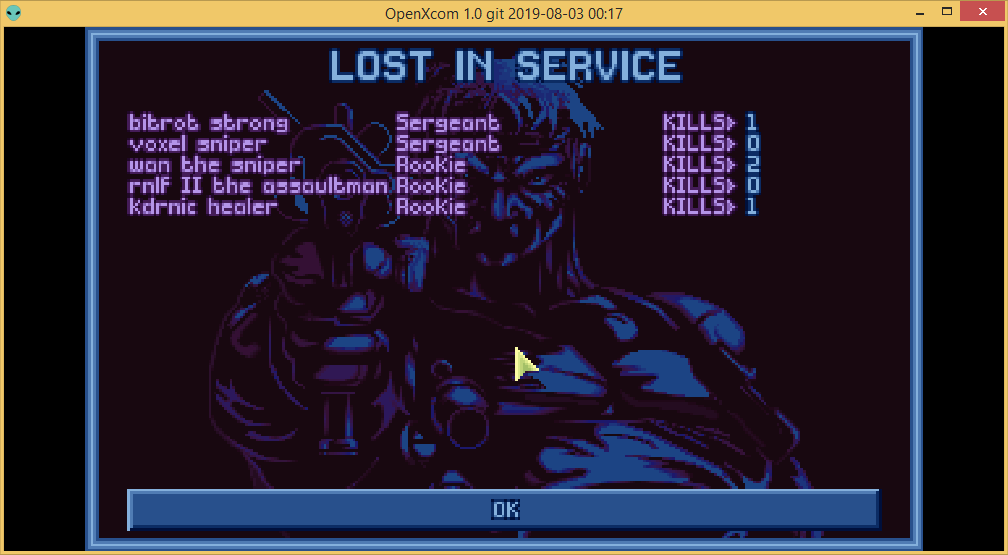 OpenXcom 1.0 git 2019-08-03 00:17
LOST IN SERVICE
bitrot strong Sergeant KILLS> 1
voxel sniper Sergeant KILLS> 0
wan the sniper Rookie KILLS> 2
rnlf II the assaultman Rookie KILLS> 0
kdrnic healer Rookie KILLS> 1
OK